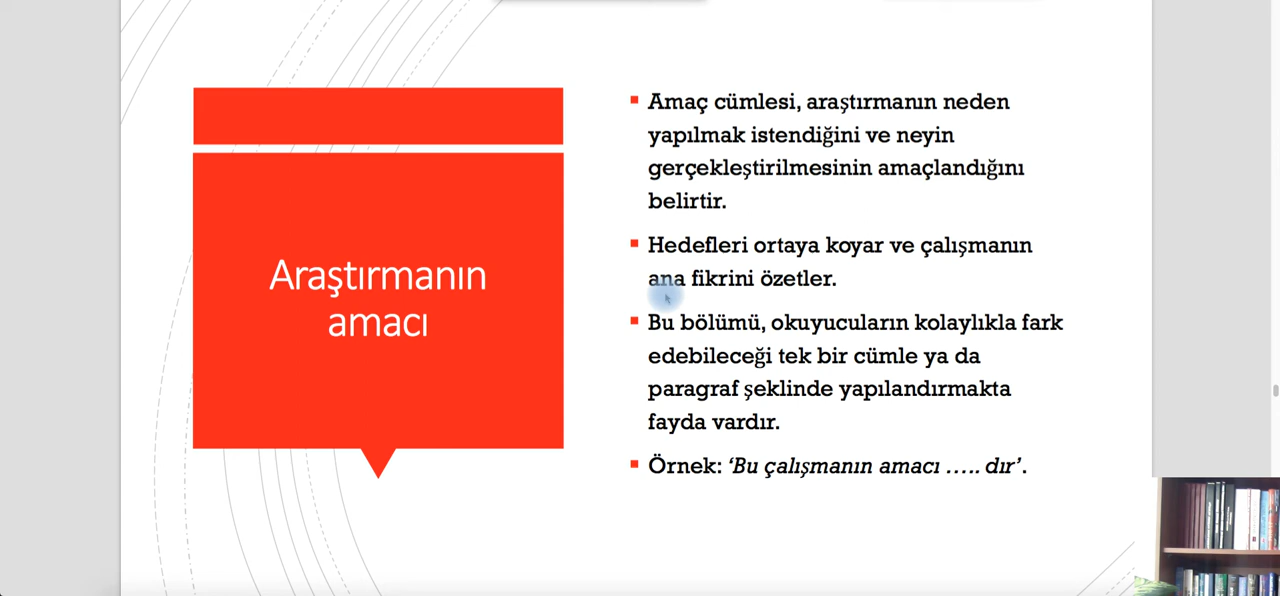 Araştırmanın
amacı
Amaç cümlesi, araştırmanın neden
yapılmak istendiğini ve neyin
gerçekleştirilmesinin amaçlandığını
belirtir.
Hedefleri ortaya koyar ve çalışmanın
ana fikrini özetler.
Bu bölümü, okuyucuların kolaylıkla fark
edebileceği tek bir cümle ya da
paragraf şeklinde yapılandırmakta
fayda vardır.
Örnek: ‘Bu çalışmanın amacı ….. dır’.